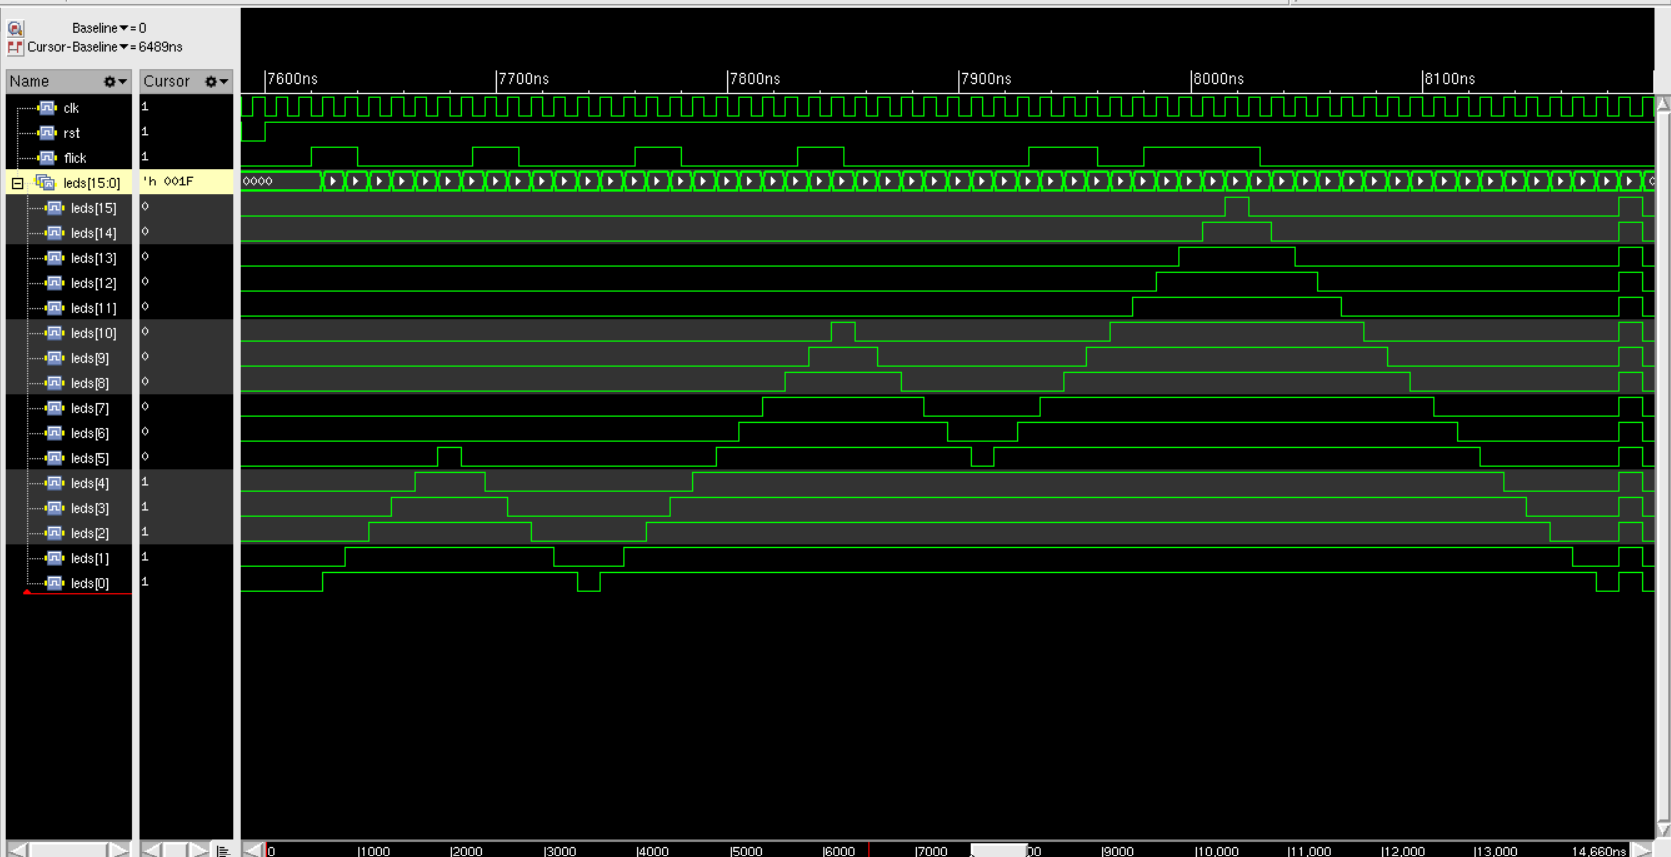 Baseline▼=0
Cursor-Baseline▼=6489ns
Name
Cursor
7600ns 7700ns 7800ns 7900ns 8000ns 8100ns
clk 1
rst 1
flick 1
leds[15:0] 'h 001F 0000
leds[15] 0
leds[14] 0
leds[13] 0
leds[12] 0
leds[11] 0
leds[10] 0
leds[9] 0
leds[8] 0
leds[7] 0
leds[6] 0
leds[5] 0
leds[4] 1
leds[3] 1
leds[2] 1
leds[1] 1
leds[0] 1
0 1000 2000 3000 4000 5000 6000 7000 9000 10,000 11,000 12,000 13,000 14,660ns